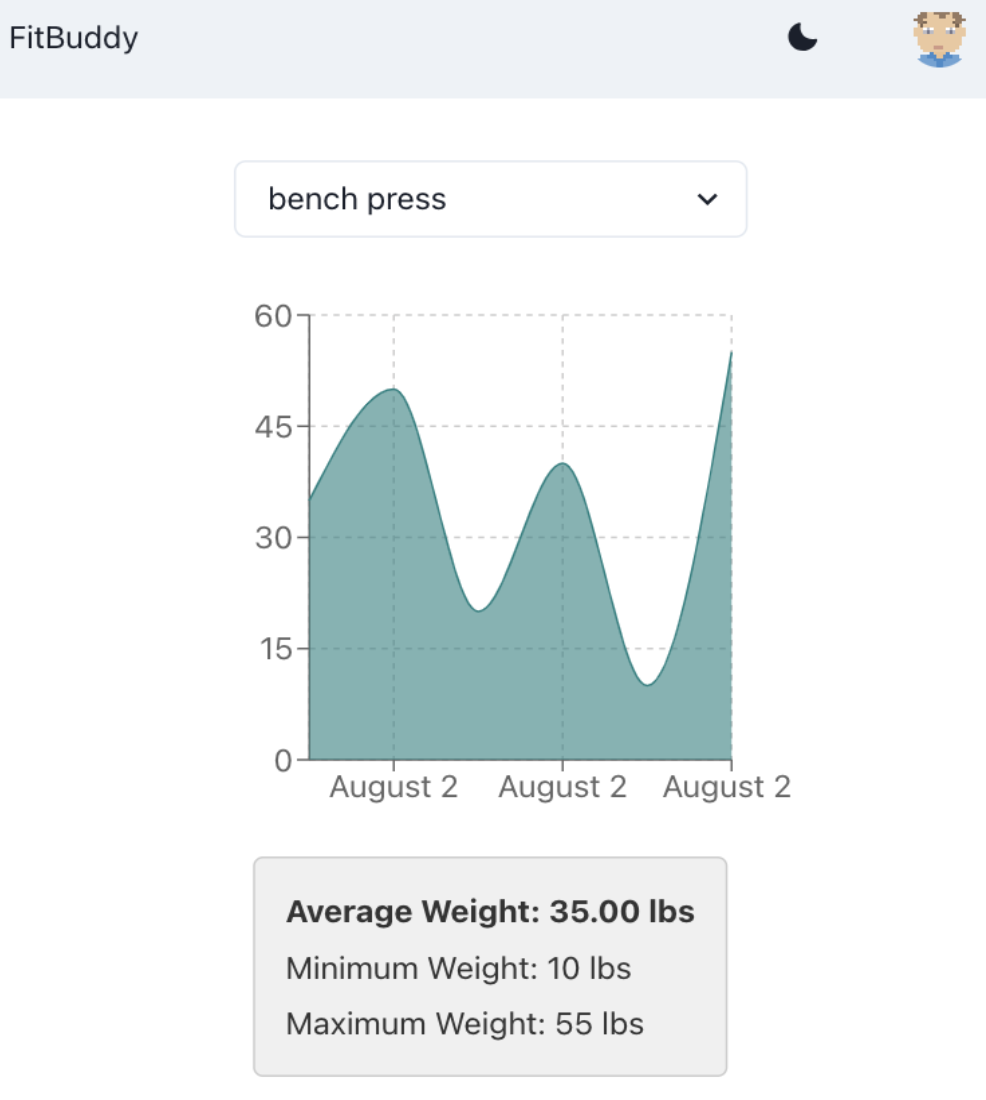 FitBuddy
bench press
60
45
30
15
0
August 2 August 2 August 2
Average Weight: 35.00 lbs
Minimum Weight: 10 lbs
Maximum Weight: 55 lbs